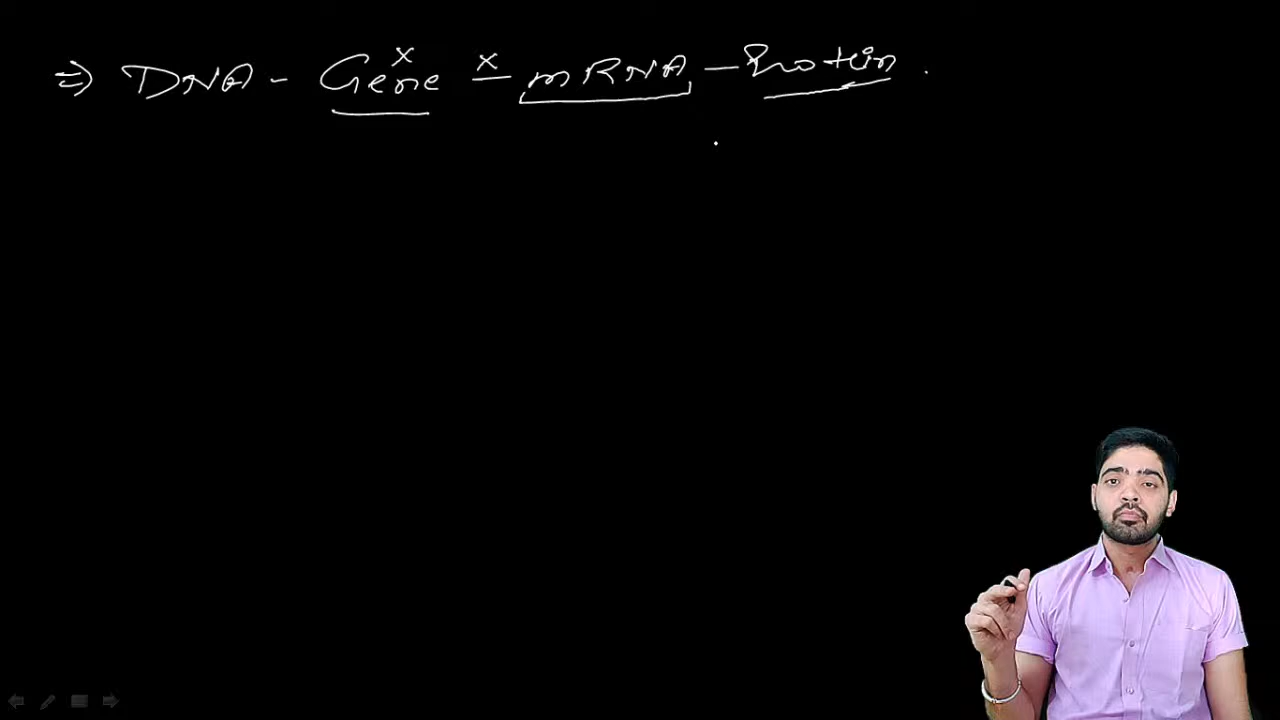 ⇒ DNA - Gene × mRNA - Protein.